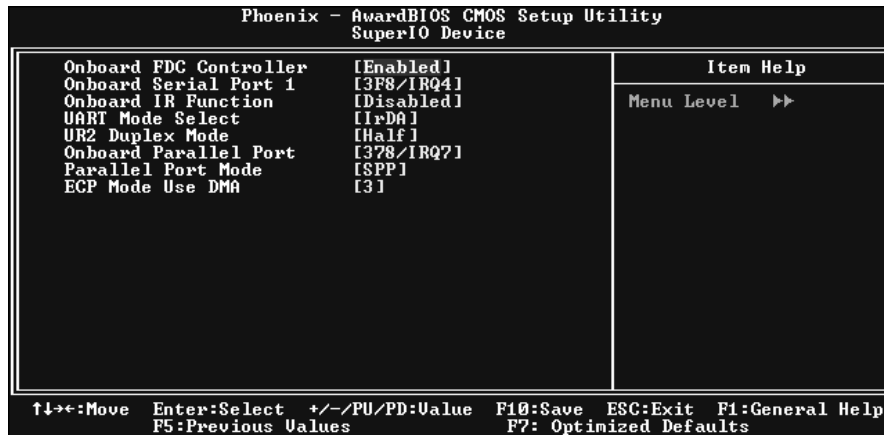 Phoenix - AwardBIOS CMOS Setup Utility
SuperIO Device
Onboard FDC Controller [Enabled]
Onboard Serial Port 1 [3F8/IRQ4]
Onboard IR Function [Disabled]
UART Mode Select [IrDA]
UR2 Duplex Mode [Half]
Onboard Parallel Port [378/IRQ7]
Parallel Port Mode [SPP]
ECP Mode Use DMA [3]
Item Help
Menu Level ▶▶
↑↓→←:Move Enter:Select +/-/PU/PD:Value F10:Save ESC:Exit F1:General Help
F5:Previous Values F7: Optimized Defaults